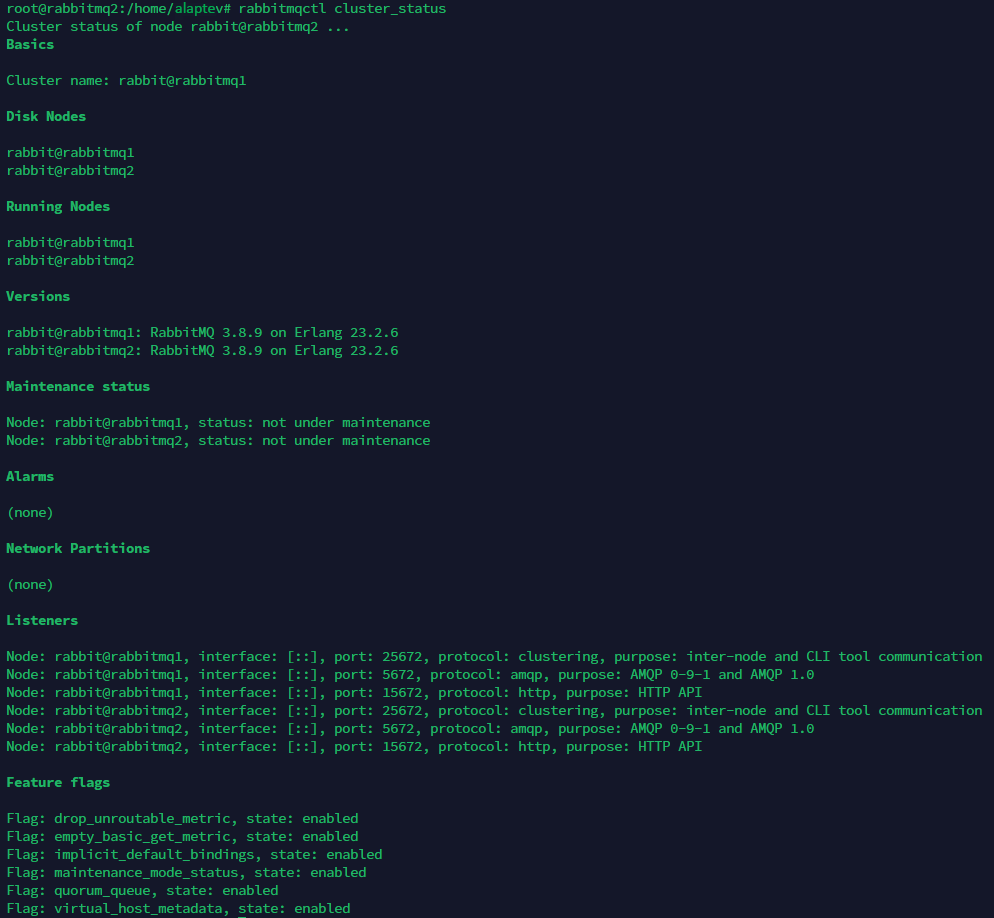 root@rabbitmq2:/home/alaptev# rabbitmqctl cluster_status
Cluster status of node rabbit@rabbitmq2 ...
Basics
Cluster name: rabbit@rabbitmq1
Disk Nodes
rabbit@rabbitmq1
rabbit@rabbitmq2
Running Nodes
rabbit@rabbitmq1
rabbit@rabbitmq2
Versions
rabbit@rabbitmq1: RabbitMQ 3.8.9 on Erlang 23.2.6
rabbit@rabbitmq2: RabbitMQ 3.8.9 on Erlang 23.2.6
Maintenance status
Node: rabbit@rabbitmq1, status: not under maintenance
Node: rabbit@rabbitmq2, status: not under maintenance
Alarms
(none)
Network Partitions
(none)
Listeners
Node: rabbit@rabbitmq1, interface: [::], port: 25672, protocol: clustering, purpose: inter-node and CLI tool communication
Node: rabbit@rabbitmq1, interface: [::], port: 5672, protocol: amqp, purpose: AMQP 0-9-1 and AMQP 1.0
Node: rabbit@rabbitmq1, interface: [::], port: 15672, protocol: http, purpose: HTTP API
Node: rabbit@rabbitmq2, interface: [::], port: 25672, protocol: clustering, purpose: inter-node and CLI tool communication
Node: rabbit@rabbitmq2, interface: [::], port: 5672, protocol: amqp, purpose: AMQP 0-9-1 and AMQP 1.0
Node: rabbit@rabbitmq2, interface: [::], port: 15672, protocol: http, purpose: HTTP API
Feature flags
Flag: drop_unroutable_metric, state: enabled
Flag: empty_basic_get_metric, state: enabled
Flag: implicit_default_bindings, state: enabled
Flag: maintenance_mode_status, state: enabled
Flag: quorum_queue, state: enabled
Flag: virtual_host_metadata, state: enabled